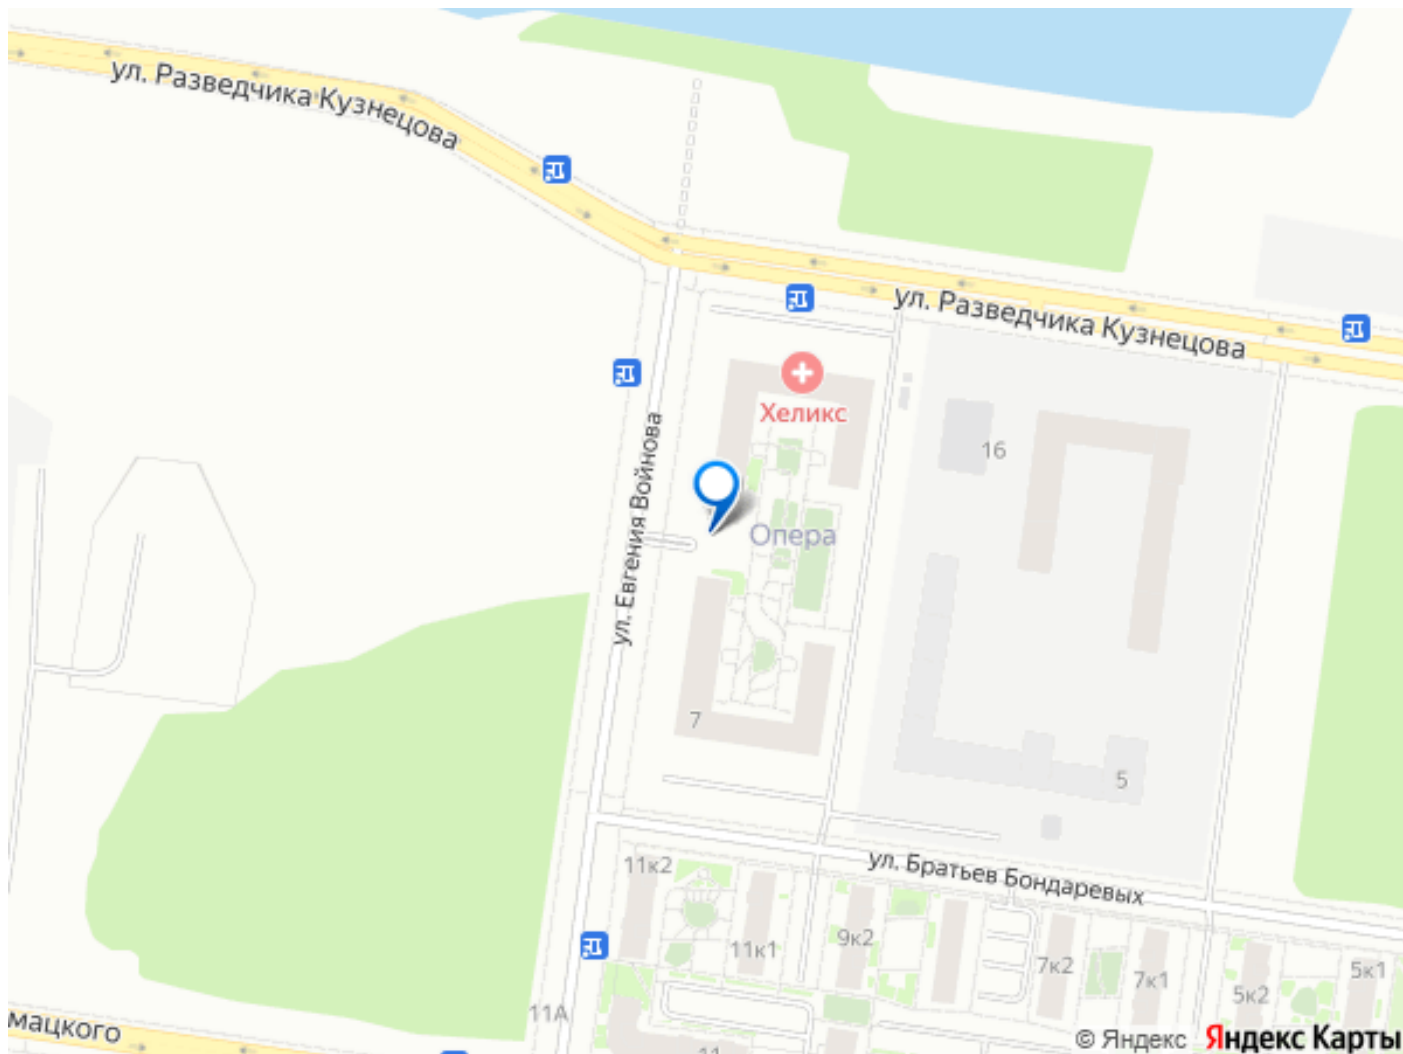 ул. Разведчика Кузнецова
ул. Разведчика Кузнецова
Хеликс
ул. Евгения Войнова
16
Опера
7
5
ул. Братьев Бондаревых
11к2
11к1
9к2
7к2
7к1
5к2
5к1
11А
мацкого
11
© Яндекс Яндекс Карты